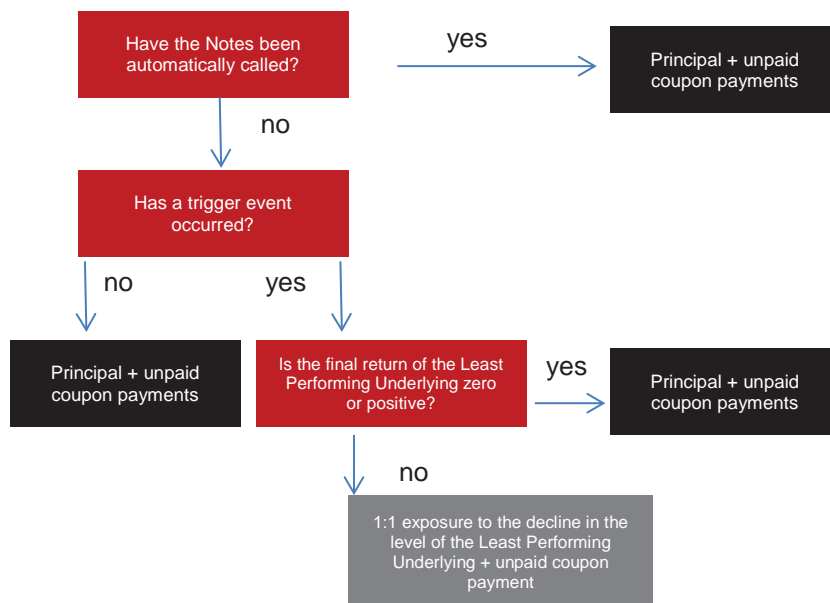 Have the Notes been
automatically called?
yes
Principal + unpaid
coupon payments
no
Has a trigger event
occurred?
no
yes
Principal + unpaid
coupon payments
Is the final return of the Least
Performing Underlying zero
or positive?
yes
Principal + unpaid
coupon payments
no
1:1 exposure to the decline in the
level of the Least Performing
Underlying + unpaid coupon
payment